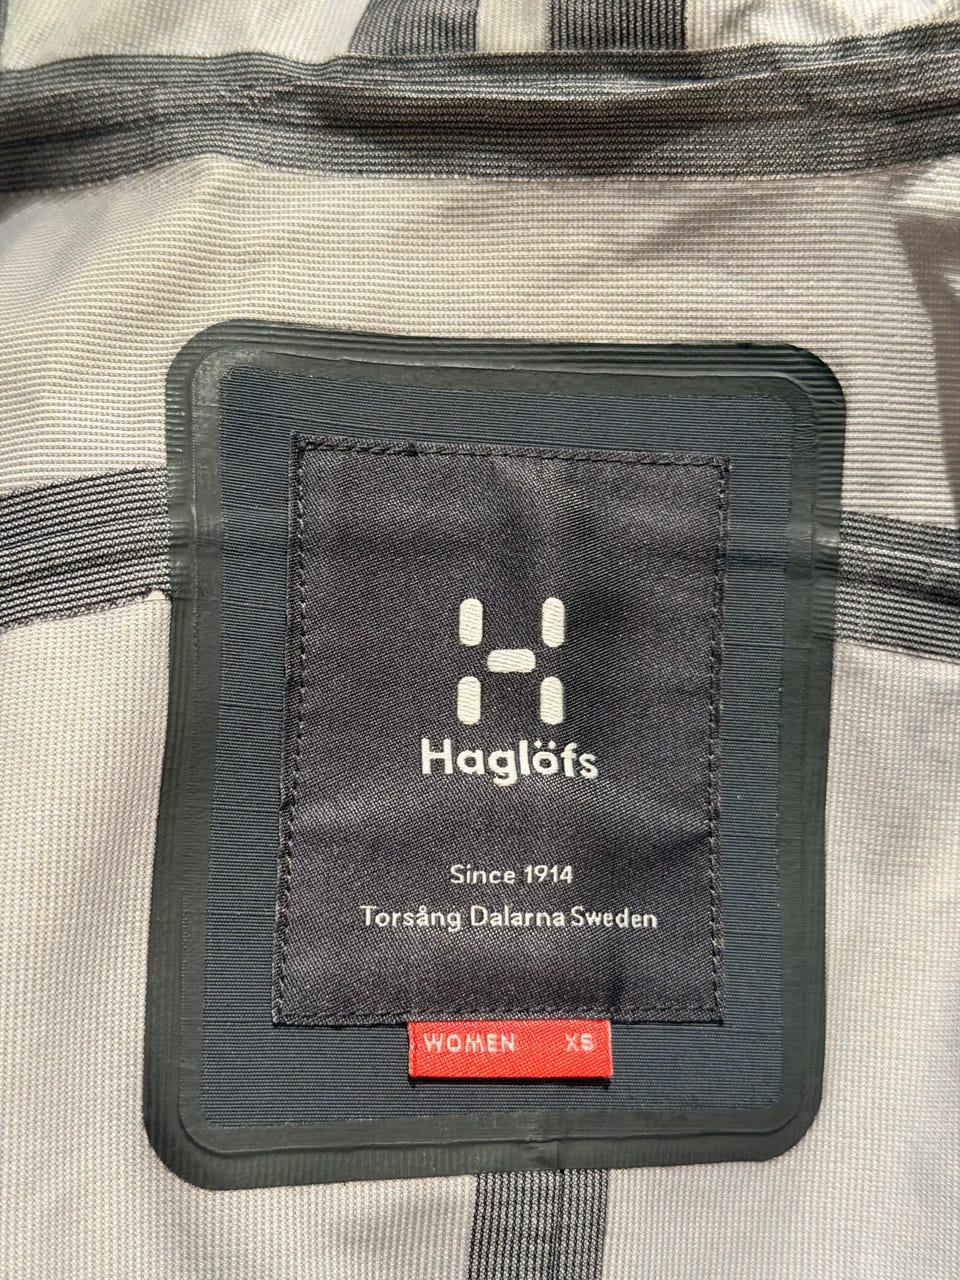 Haglöfs
Since 1914
Torsång Dalarna Sweden
WOMEN XS